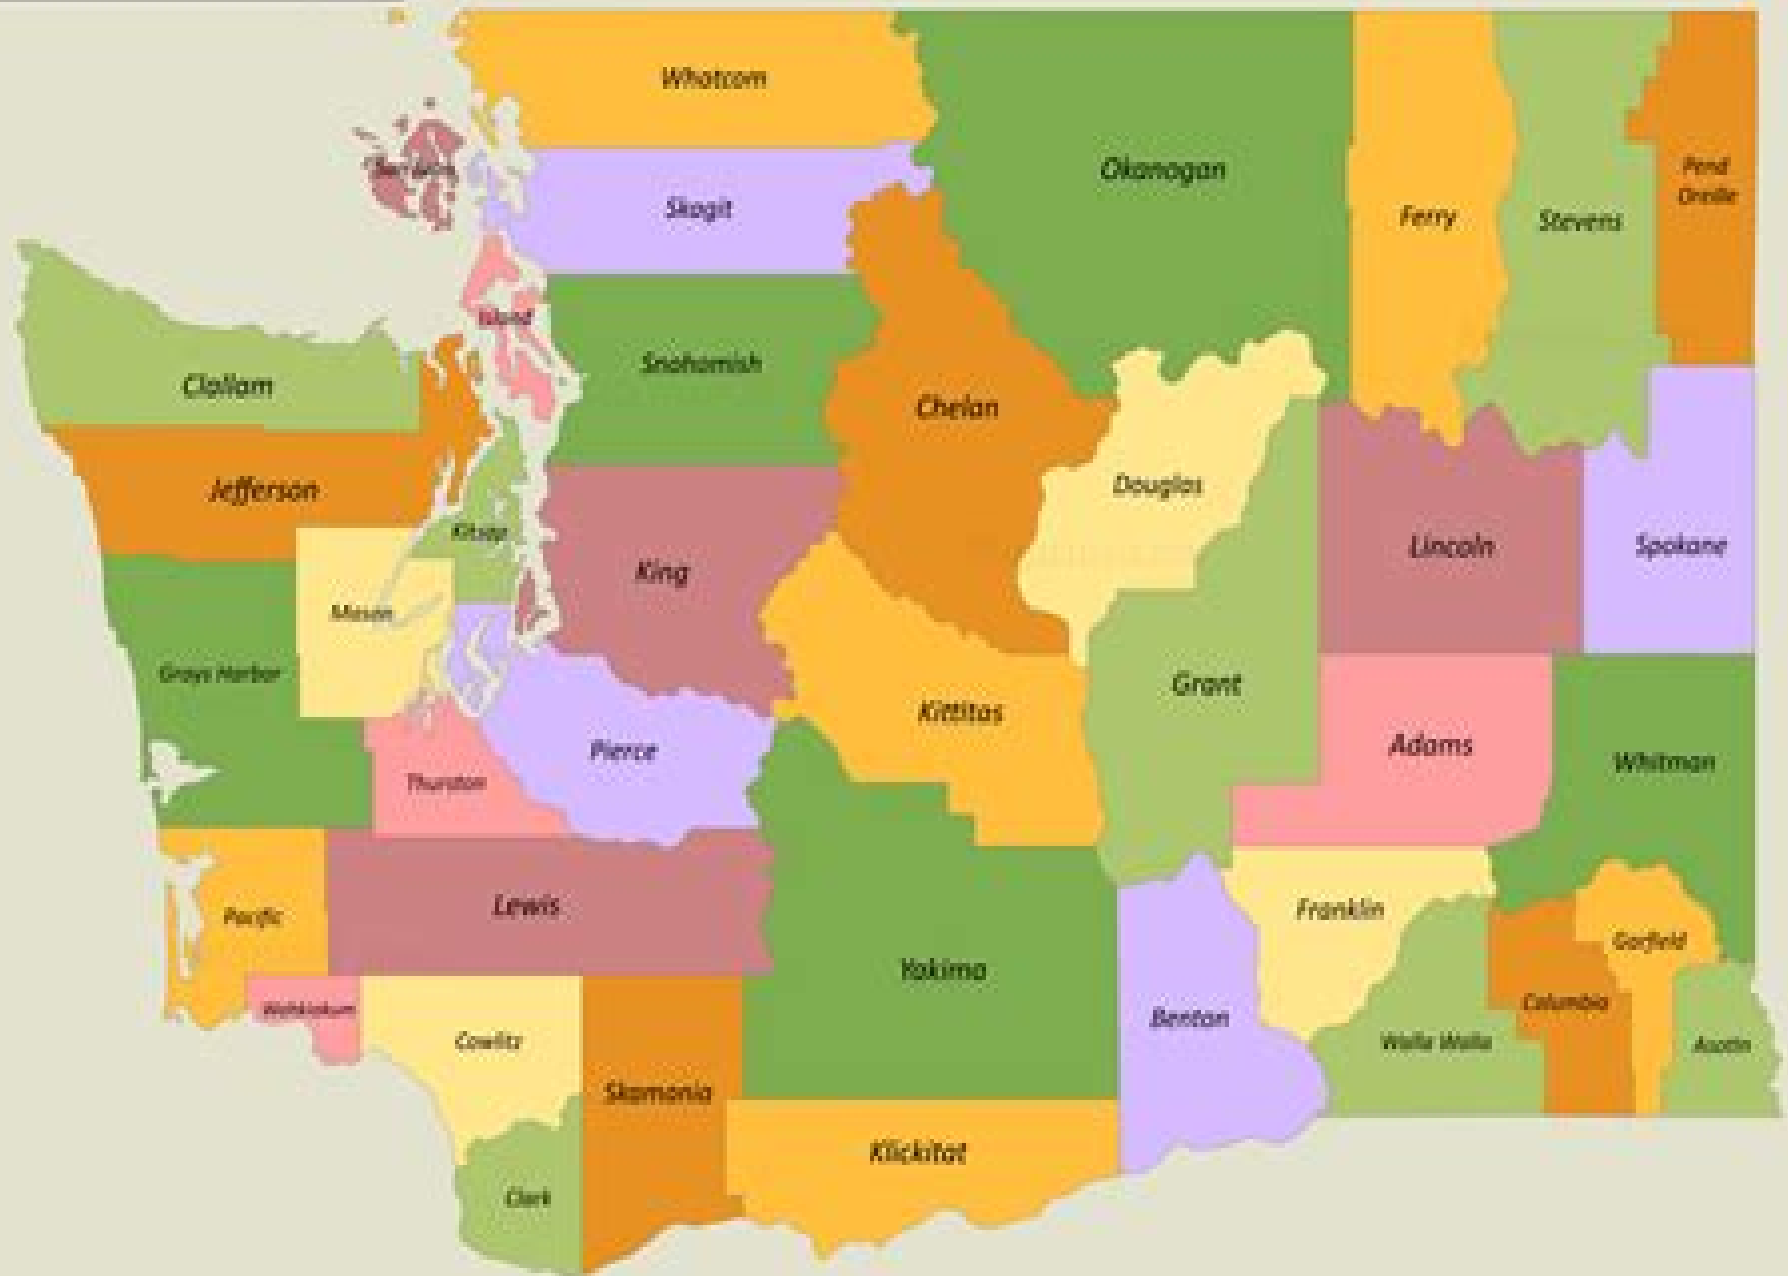 Whatcom
Okanogan
Pend
Oreille
San Juan
Skagit
Ferry
Stevens
Island
Snohomish
Clallam
Chelan
Jefferson
Douglas
Kitsap
King
Lincoln
Spokane
Mason
Grays Harbor
Grant
Kittitas
Pierce
Adams
Whitman
Thurston
Lewis
Franklin
Pacific
Garfield
Yakima
Columbia
Wahkiakum
Benton
Cowlitz
Walla Walla
Asotin
Skamania
Klickitat
Clark